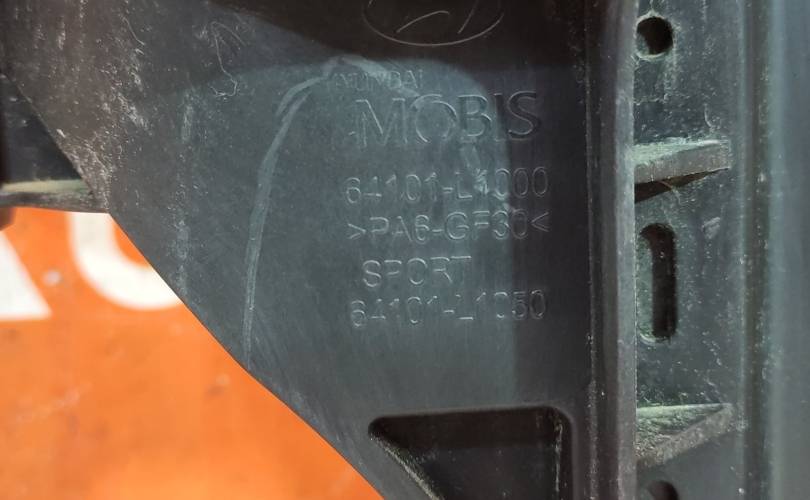 HYUNDAI
MOBIS
64101-L1000
>PA6-GF30<
SPORT
64101-L1050